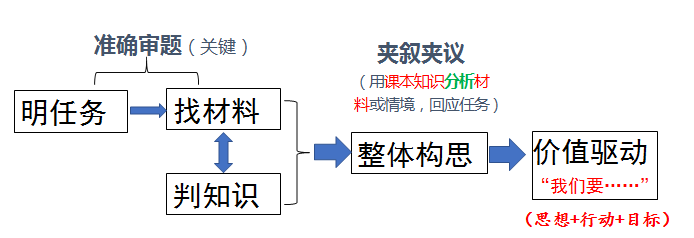 准确审题（关键）
夹叙夹议
（用课本知识分析材
料或情境，回应任务）
明任务
找材料
判知识
整体构思
价值驱动
“我们要……”
（思想+行动+目标）